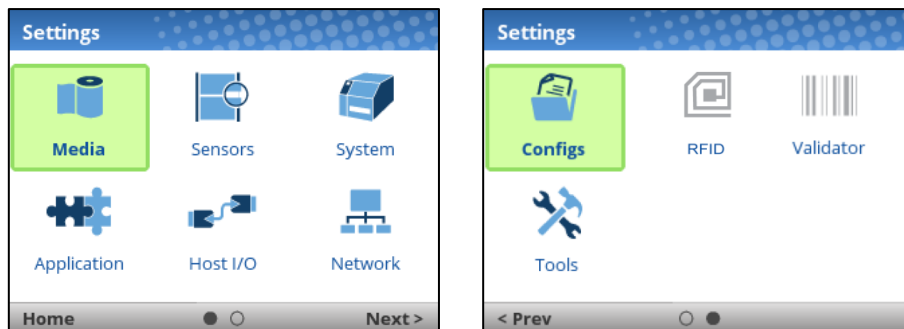 Settings
Media
Sensors
System
Application
Host I/O
Network
Home
Next >
Settings
Configs
RFID
Validator
Tools
< Prev